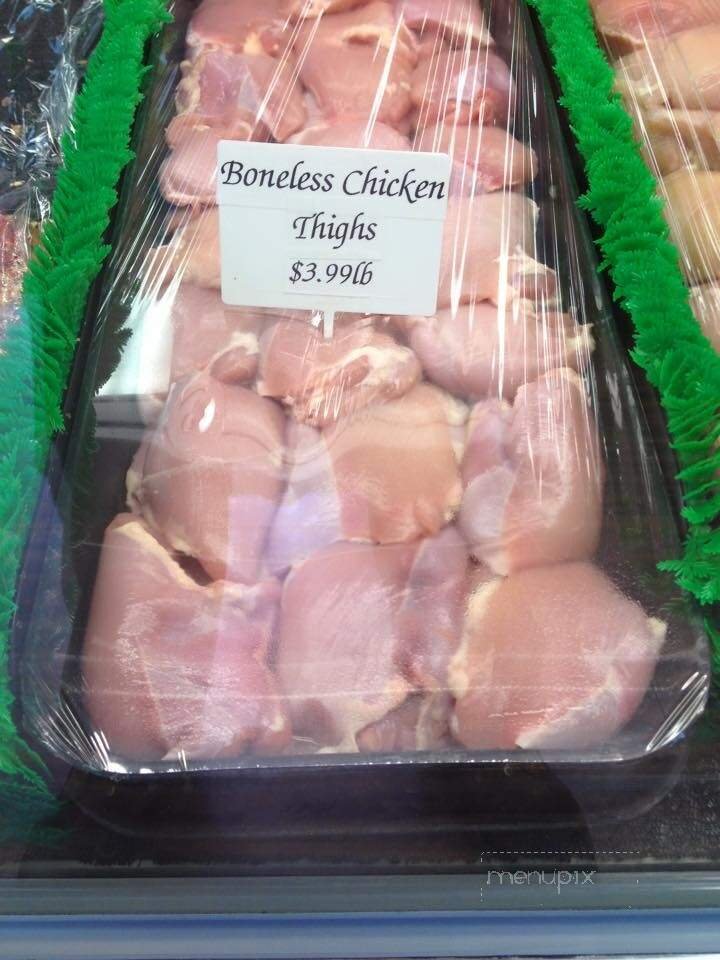 Boneless Chicken
Thighs
$3.99lb
menupix